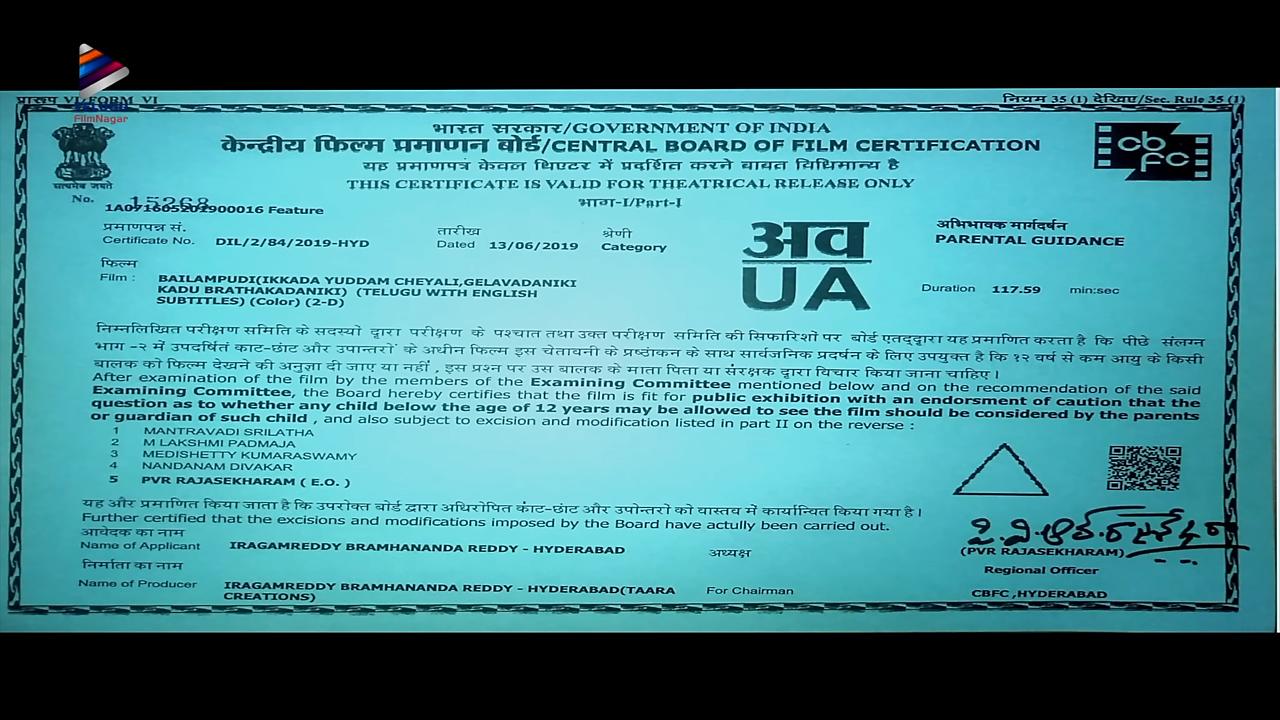 प्रारूप VI/FORM VI
नियम 35 (1) देखिए/Sec. Rule 35 (1)
TELUGU
FilmNagar
भारत सरकार/GOVERNMENT OF INDIA
केन्द्रीय फिल्म प्रमाणन बोर्ड/CENTRAL BOARD OF FILM CERTIFICATION
cb
fc
यह प्रमाणपत्र केवल थिएटर में प्रदर्शित करने बाबत विधिमान्य है
सत्यमेव जयते
THIS CERTIFICATE IS VALID FOR THEATRICAL RELEASE ONLY
No. 15268
भाग-I/Part-I
1A071605201900016 Feature
प्रमाणपत्र सं.
Certificate No. DIL/2/84/2019-HYD
तारीख
Dated 13/06/2019
श्रेणी
Category
अव
UA
अभिभावक मार्गदर्शन
PARENTAL GUIDANCE
फिल्म
Film : BAILAMPUDI(IKKADA YUDDAM CHEYALI,GELAVADANIKI
KADU BRATHAKADANIKI) (TELUGU WITH ENGLISH
SUBTITLES) (Color) (2-D)
Duration 117.59 min:sec
निम्नलिखित परीक्षण समिति के सदस्यों द्वारा परीक्षण के पश्चात तथा उक्त परीक्षण समिति की सिफारिशों पर बोर्ड एतद्द्वारा यह प्रमाणित करता है कि पीछे संलग्न
भाग -२ में उपदर्षित काट-छांट और उपान्तरों के अधीन फिल्म इस चेतावनी के प्रष्ठाकन के साथ सार्वजनिक प्रदर्शन के लिए उपयुक्त है कि १२ वर्ष से कम आयु के किसी
बालक को फिल्म देखने की अनुज्ञा दी जाए या नहीं , इस प्रश्न पर उस बालक के माता पिता या संरक्षक द्वारा विचार किया जाना चाहिए।
After examination of the film by the members of the Examining Committee mentioned below and on the recommendation of the said
Examining Committee, the Board hereby certifies that the film is fit for public exhibition with an endorsment of caution that the
question as to whether any child below the age of 12 years may be allowed to see the film should be considered by the parents
or guardian of such child , and also subject to excision and modification listed in part II on the reverse :
1 MANTRAVADI SRILATHA
2 M LAKSHMI PADMAJA
3 MEDISHETTY KUMARASWAMY
4 NANDANAM DIVAKAR
5 PVR RAJASEKHARAM ( E.O. )
यह और प्रमाणित किया जाता है कि उपरोक्त बोर्ड द्वारा अधिरोपित कांट-छांट और उपोन्तरों को वास्तव में कार्यान्वित किया गया है।
Further certified that the excisions and modifications imposed by the Board have actully been carried out.
आवेदक का नाम
Name of Applicant IRAGAMREDDY BRAMHANANDA REDDY - HYDERABAD
अध्यक्ष
(PVR RAJASEKHARAM)
निर्माता का नाम
Regional Officer
Name of Producer IRAGAMREDDY BRAMHANANDA REDDY - HYDERABAD(TAARA
CREATIONS)
For Chairman
CBFC ,HYDERABAD